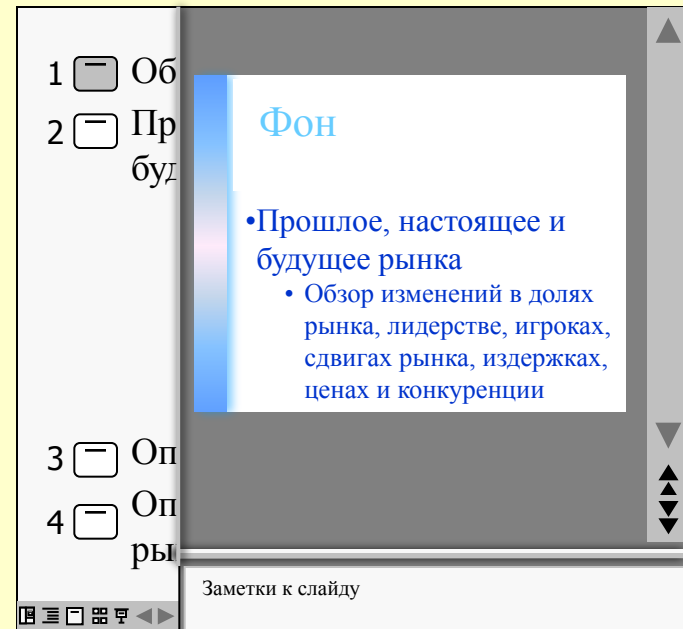 1 Об
2 Пр
буд
3 Оп
4 Оп
ры
Фон
•Прошлое, настоящее и
будущее рынка
• Обзор изменений в долях
рынка, лидерстве, игроках,
сдвигах рынка, издержках,
ценах и конкуренции
Заметки к слайду